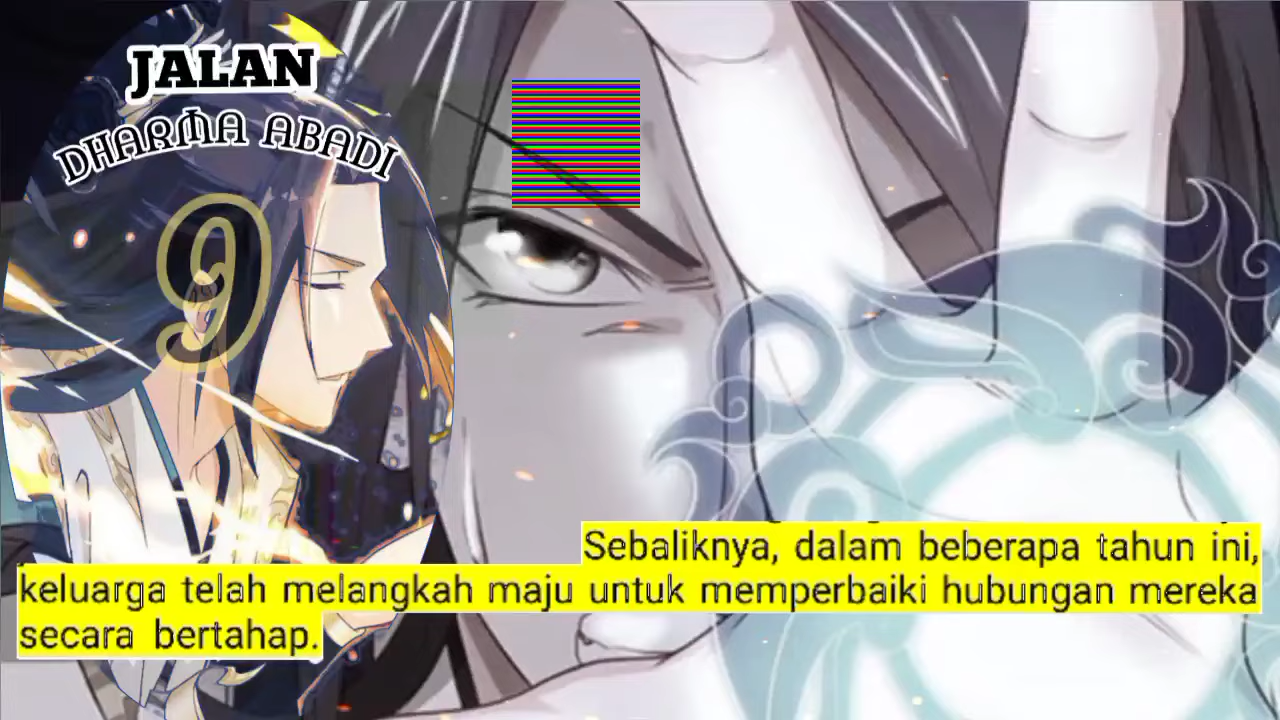 JALAN
DHARMA ABADI
9
Sebaliknya, dalam beberapa tahun ini,
keluarga telah melangkah maju untuk memperbaiki hubungan mereka
secara bertahap.